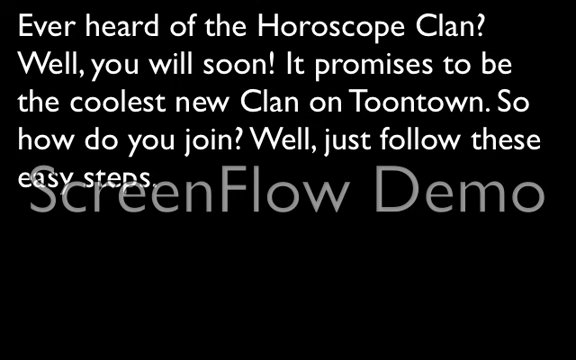 Ever heard of the Horoscope Clan?
Well, you will soon! It promises to be
the coolest new Clan on Toontown. So
how do you join? Well, just follow these
easy steps.
ScreenFlow Demo